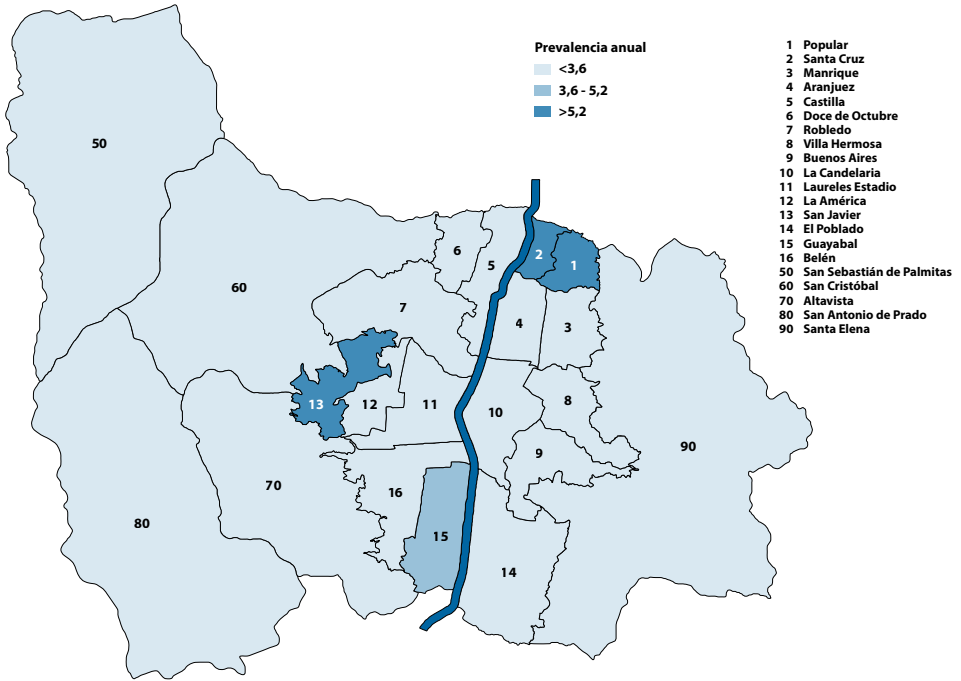 Prevalencia anual
<3,6
3,6 - 5,2
>5,2
1 Popular
2 Santa Cruz
3 Manrique
4 Aranjuez
5 Castilla
6 Doce de Octubre
7 Robledo
8 Villa Hermosa
9 Buenos Aires
10 La Candelaria
11 Laureles Estadio
12 La América
13 San Javier
14 El Poblado
15 Guayabal
16 Belén
50 San Sebastián de Palmitas
60 San Cristóbal
70 Altavista
80 San Antonio de Prado
90 Santa Elena
50
6
2
5
1
60
7
4
3
13
12
11
10
8
9
90
70
16
80
15
14